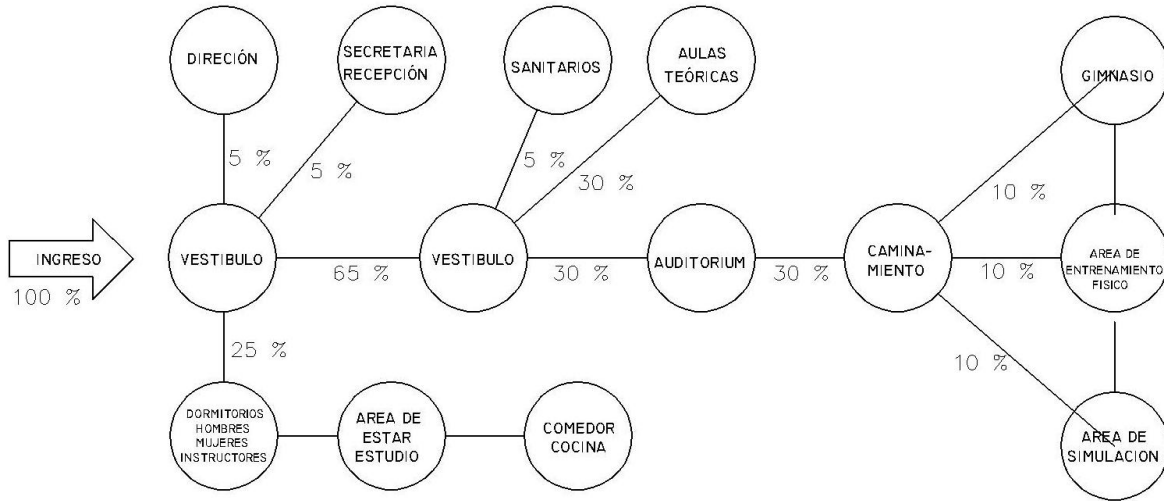 DIRECIÓN
SECRETARIA
RECEPCIÓN
SANITARIOS
AULAS
TEÓRICAS
GIMNASIO
5 %
5 %
5 %
30 %
10 %
INGRESO
100 %
VESTIBULO
65 %
VESTIBULO
30 %
AUDITORIUM
30 %
CAMINA-
MIENTO
10 %
AREA DE
ENTRENAMIENTO
FISICO
25 %
10 %
DORMITORIOS
HOMBRES
MUJERES
INSTRUCTORES
AREA DE
ESTAR
ESTUDIO
COMEDOR
COCINA
AREA DE
SIMULACION